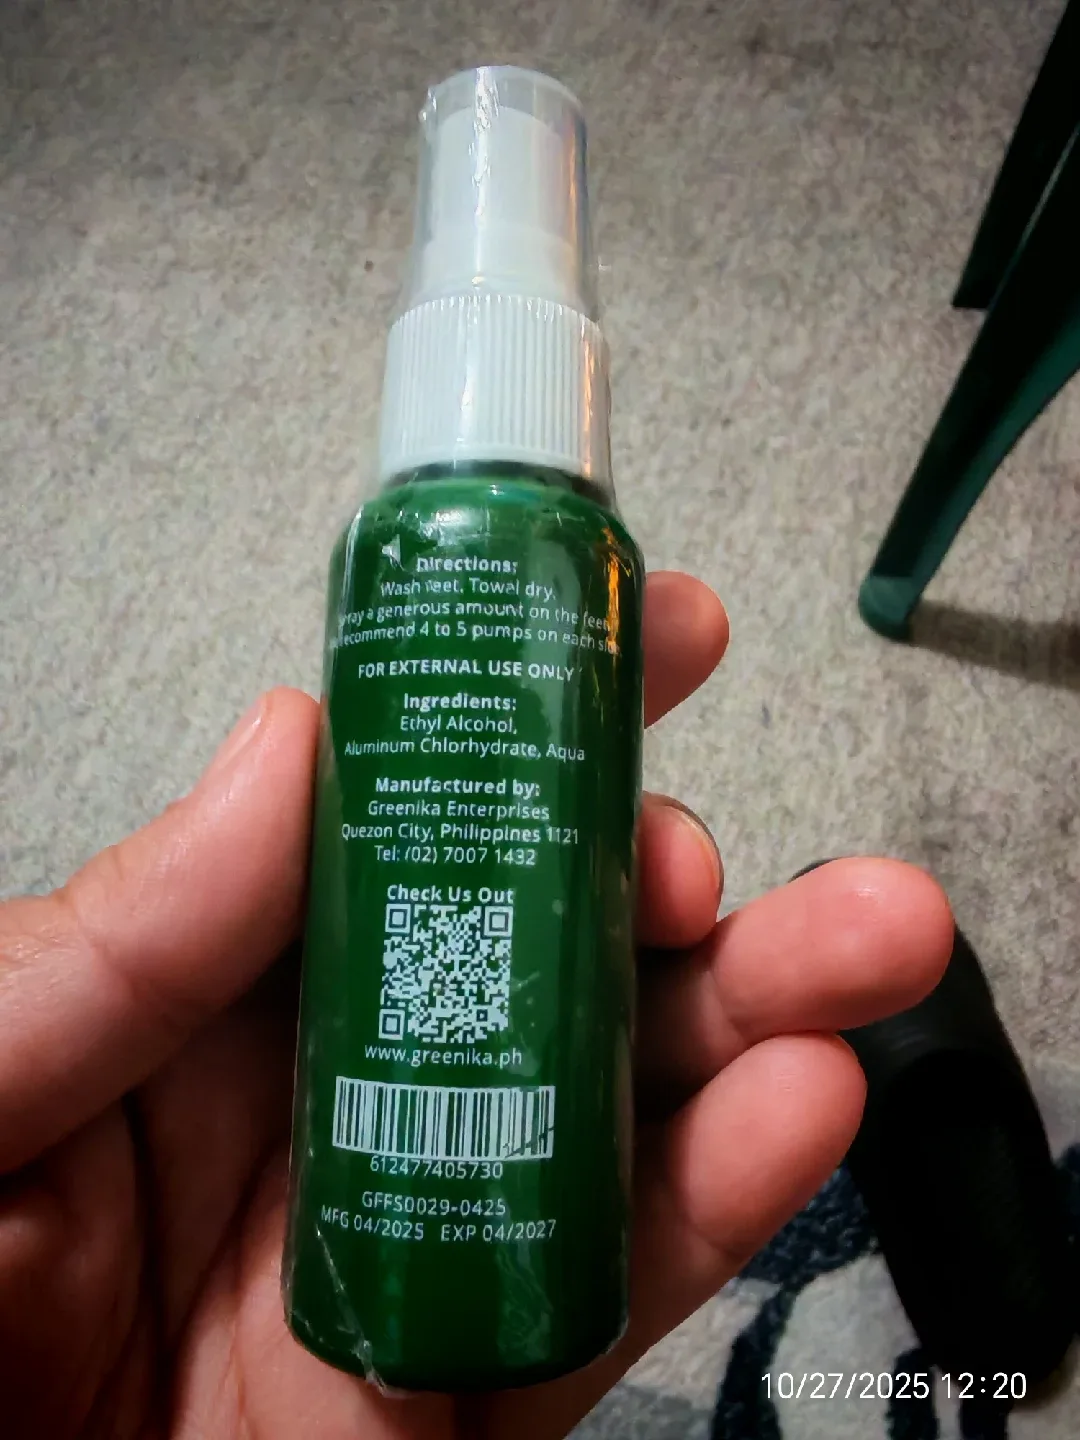 Directions:
Wash feet. Towel dry.
Spray a generous amount on the feet.
recommend 4 to 5 pumps on each
FOR EXTERNAL USE ONLY
Ingredients:
Ethyl Alcohol,
Aluminum Chlorhydrate, Aqua
Manufactured by:
Greenika Enterprises
Quezon City, Philippines 1121
Tel: (02) 7007 1432
Check Us Out
www.greenika.ph
612477405730
GFFS0029-0425
MFG 04/2025 EXP 04/2027
10/27/2025 12:20